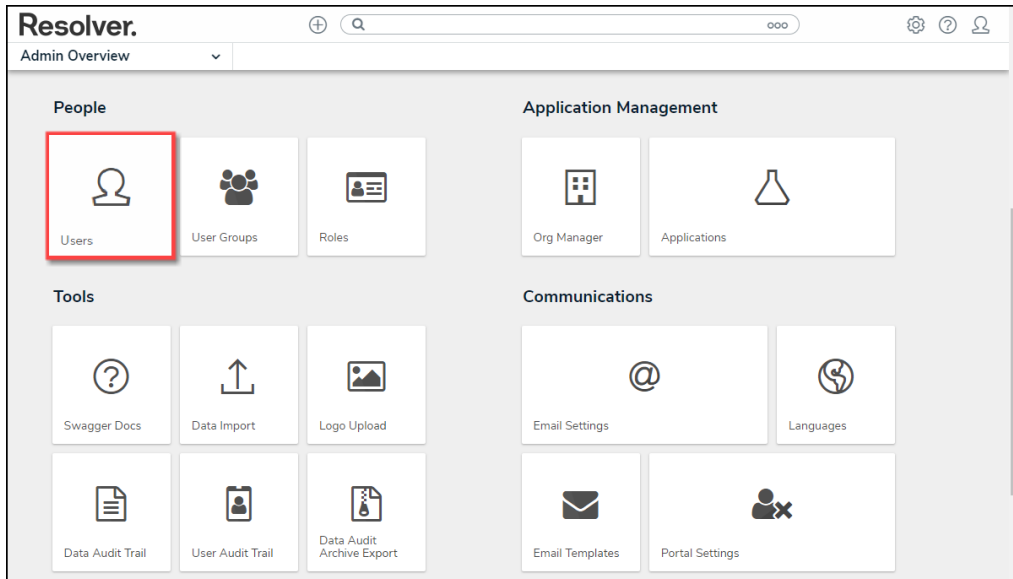 Resolver.
Admin Overview
People
Application Management
Users
User Groups
Roles
Org Manager
Applications
Tools
Communications
Swagger Docs
Data Import
Logo Upload
Email Settings
Languages
Data Audit Trail
User Audit Trail
Data Audit
Archive Export
Email Templates
Portal Settings